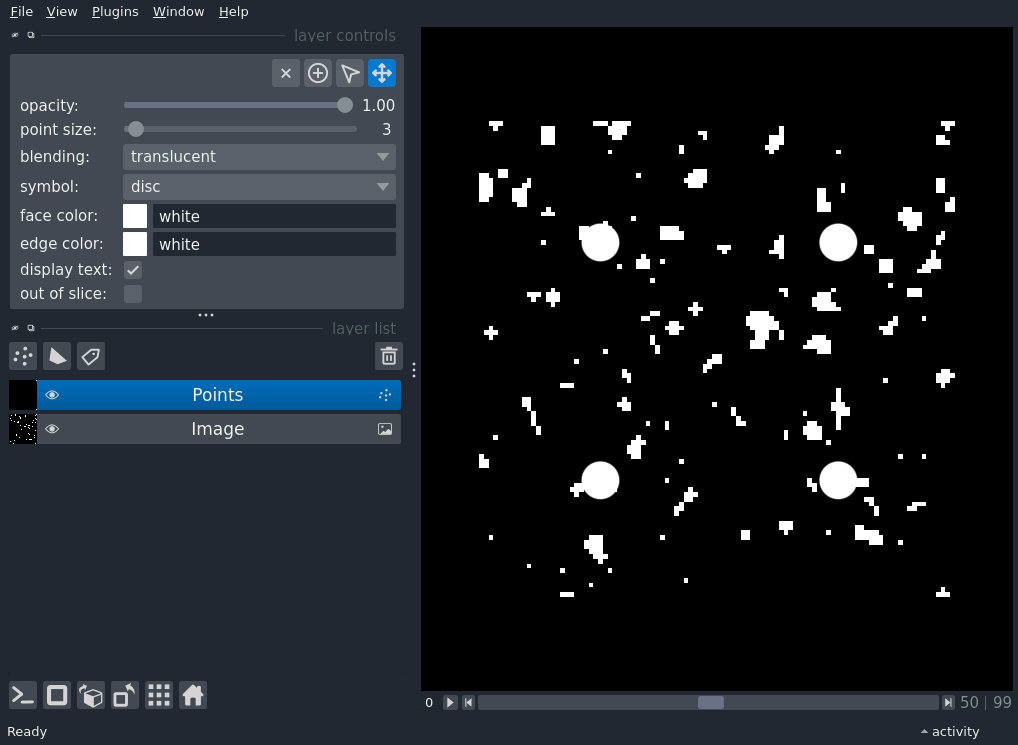 File View Plugins Window Help
layer controls
opacity: 1.00
point size: 3
blending: translucent
symbol: disc
face color: white
edge color: white
display text:
out of slice:
layer list
Points
Image
0 50 | 99
Ready activity